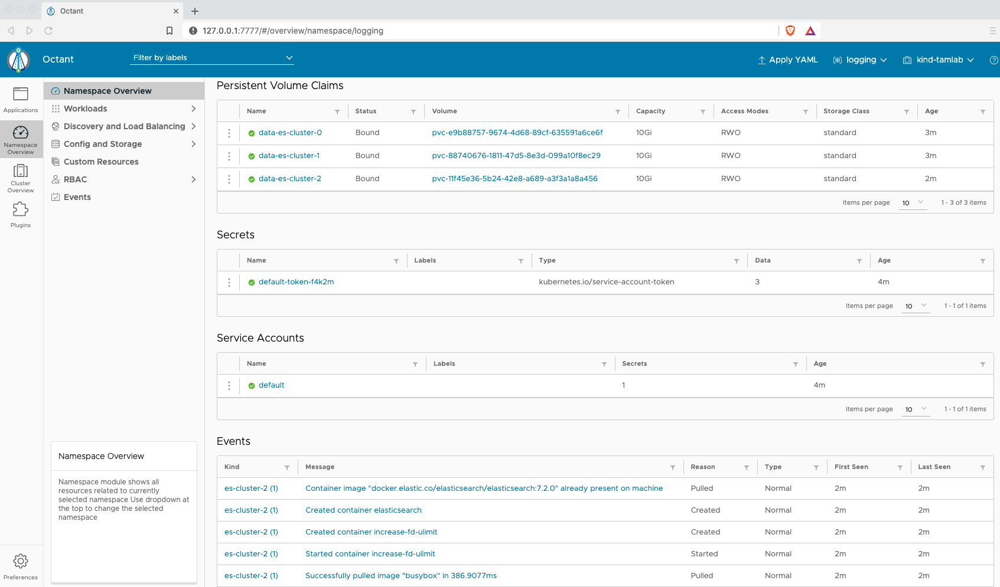 Octant
127.0.0.1:7777/#/overview/namespace/logging
Octant
Filter by labels
Apply YAML
logging
kind-tamlab
Applications
Namespace
Overview
Cluster
Overview
Plugins
Preferences
Namespace Overview
Workloads
Discovery and Load Balancing
Config and Storage
Custom Resources
RBAC
Events
Namespace Overview
Namespace module shows all
resources related to currently
selected namespace Use dropdown at
the top to change the selected
namespace
Persistent Volume Claims
Name Status Volume Capacity Access Modes Storage Class Age
data-es-cluster-0 Bound pvc-e9b88757-9674-4d68-89cf-635591a6ce6f 10Gi RWO standard 3m
data-es-cluster-1 Bound pvc-88740676-1811-47d5-8e3d-099a10f8ec29 10Gi RWO standard 3m
data-es-cluster-2 Bound pvc-11f45e36-5b24-42e8-a689-a3f3a1a8a456 10Gi RWO standard 2m
Items per page 10 1 - 3 of 3 items
Secrets
Name Labels Type Data Age
default-token-f4k2m kubernetes.io/service-account-token 3 4m
Items per page 10 1 - 1 of 1 items
Service Accounts
Name Labels Secrets Age
default 1 4m
Items per page 10 1 - 1 of 1 items
Events
Kind Message Reason Type First Seen Last Seen
es-cluster-2 (1) Container image "docker.elastic.co/elasticsearch/elasticsearch:7.2.0" already present on machine Pulled Normal 2m 2m
es-cluster-2 (1) Created container elasticsearch Created Normal 2m 2m
es-cluster-2 (1) Created container increase-fd-ulimit Created Normal 2m 2m
es-cluster-2 (1) Started container increase-fd-ulimit Started Normal 2m 2m
es-cluster-2 (1) Successfully pulled image "busybox" in 386.9077ms Pulled Normal 2m 2m